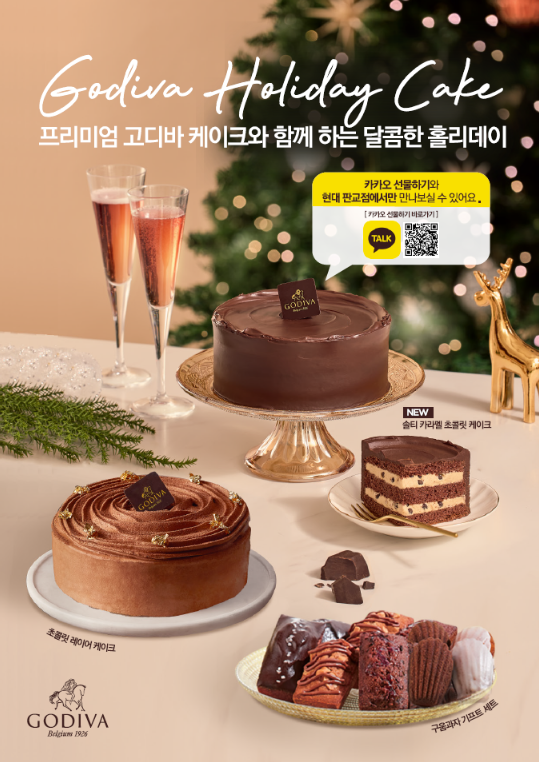 Godiva Holiday Cake
프리미엄 고디바 케이크와 함께 하는 달콤한 홀리데이
카카오 선물하기와
현대 판교점에서만 만나보실 수 있어요.
[ 카카오 선물하기 바로가기 ]
TALK
GODIVA
Belgium 1926
NEW
솔티 카라멜 초콜릿 케이크
GODIVA
초콜릿 레이어 케이크
구움과자 기프트 세트
GODIVA
Belgium 1926